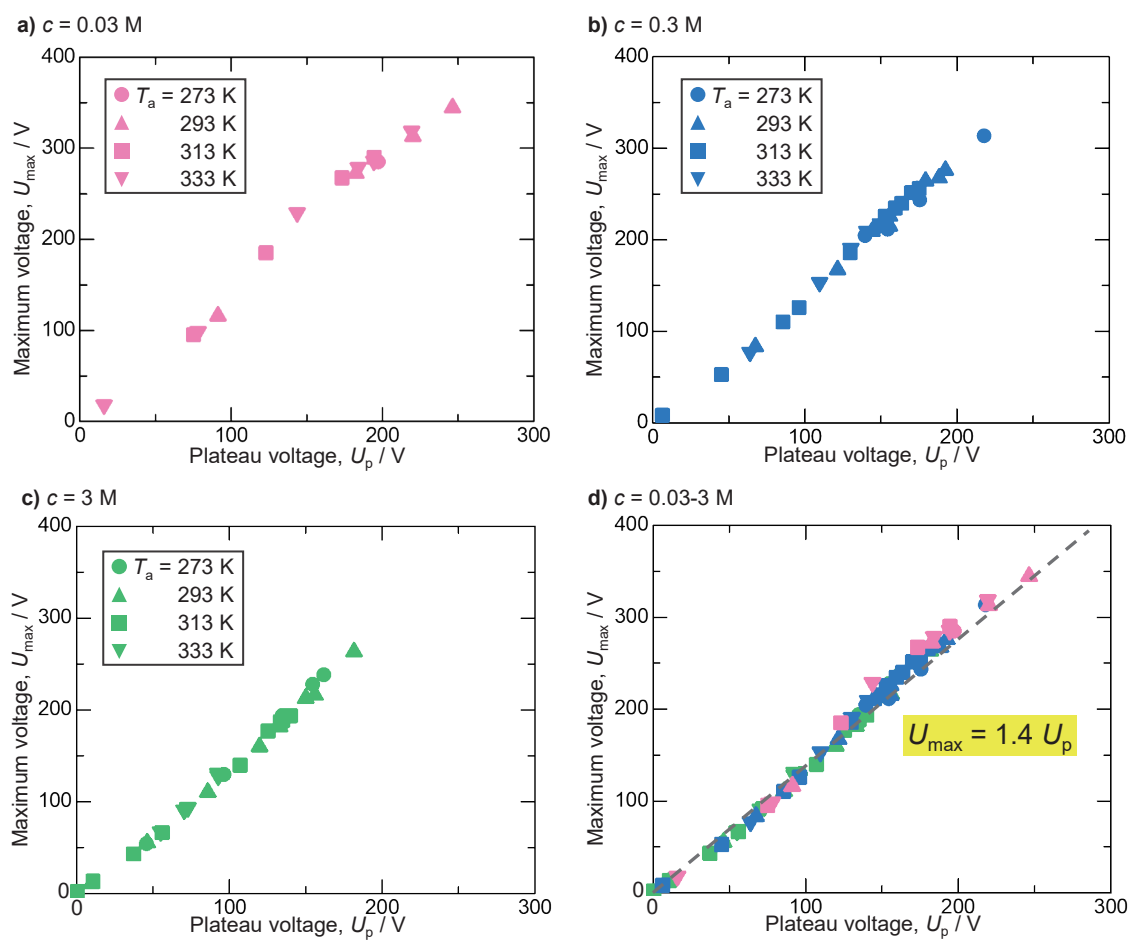 a) c = 0.03 M
400
300
200
100
0
0
100
200
300
Maximum voltage, Umax / V
Plateau voltage, Up / V
Ta = 273 K
293 K
313 K
333 K
b) c = 0.3 M
400
300
200
100
0
0
100
200
300
Maximum voltage, Umax / V
Plateau voltage, Up / V
Ta = 273 K
293 K
313 K
333 K
c) c = 3 M
400
300
200
100
0
0
100
200
300
Maximum voltage, Umax / V
Plateau voltage, Up / V
Ta = 273 K
293 K
313 K
333 K
d) c = 0.03-3 M
400
300
200
100
0
0
100
200
300
Maximum voltage, Umax / V
Plateau voltage, Up / V
Umax = 1.4 Up